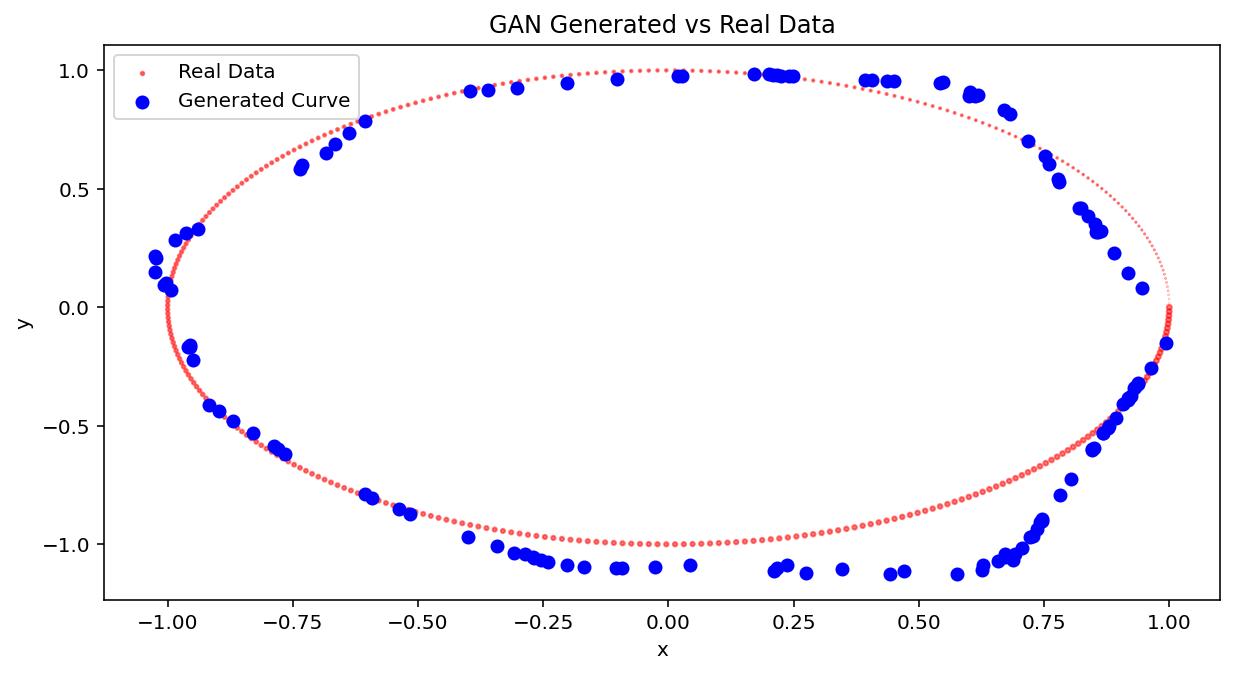 GAN Generated vs Real Data
Real Data
Generated Curve
1.0
0.5
0.0
−0.5
−1.0
y
−1.00 −0.75 −0.50 −0.25 0.00 0.25 0.50 0.75 1.00
x